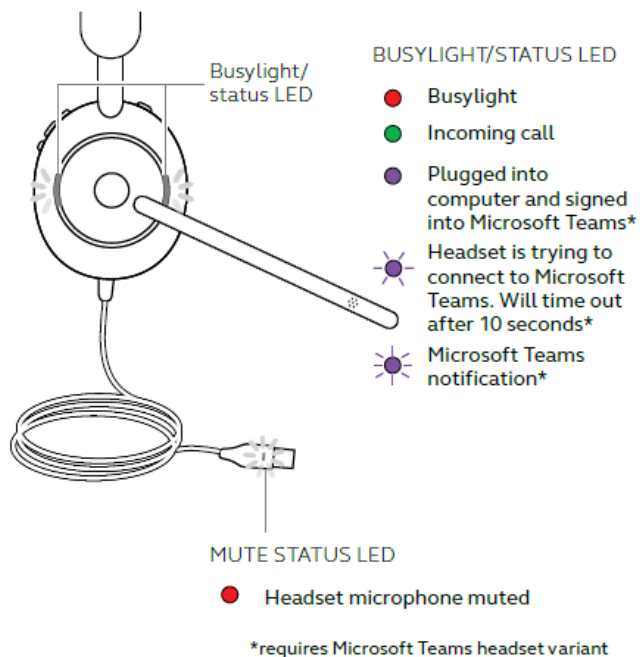 Busylight/
status LED
BUSYLIGHT/STATUS LED
Busylight
Incoming call
Plugged into
computer and signed
into Microsoft Teams*
Headset is trying to
connect to Microsoft
Teams. Will time out
after 10 seconds*
Microsoft Teams
notification*
MUTE STATUS LED
Headset microphone muted
*requires Microsoft Teams headset variant